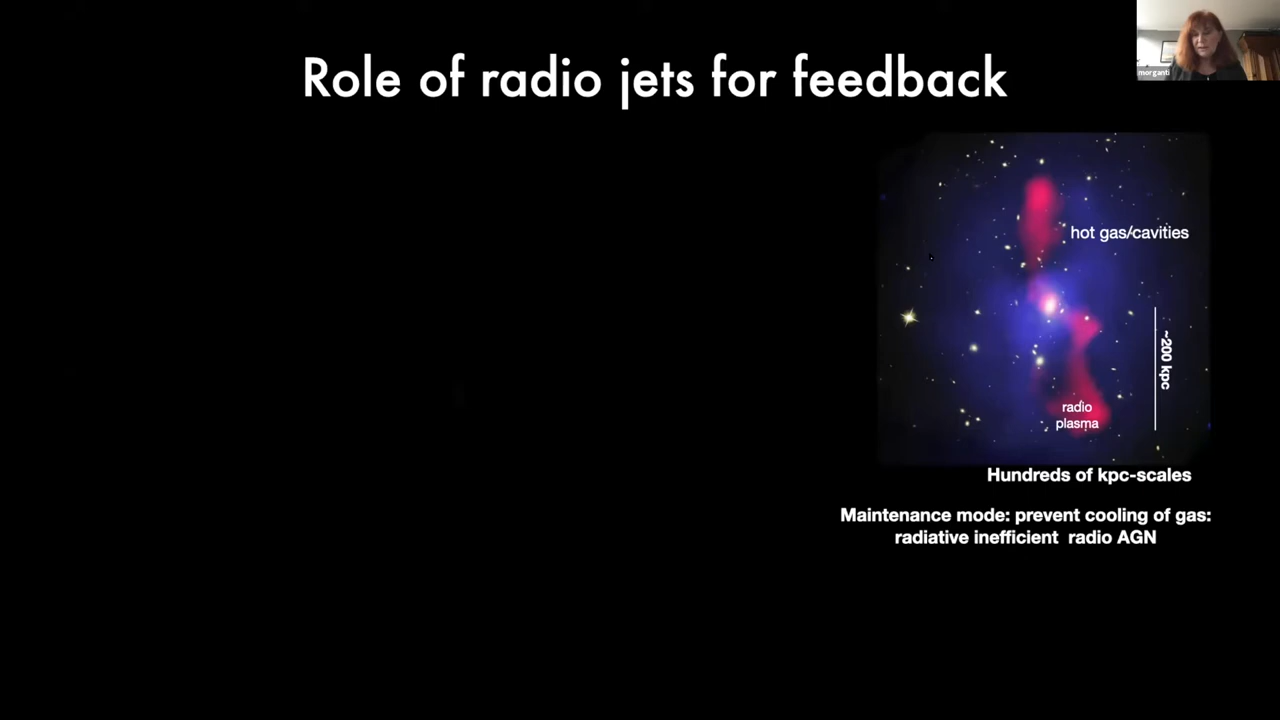 morganti
Role of radio jets for feedback
hot gas/cavities
~200 kpc
radio
plasma
Hundreds of kpc-scales
Maintenance mode: prevent cooling of gas:
radiative inefficient radio AGN